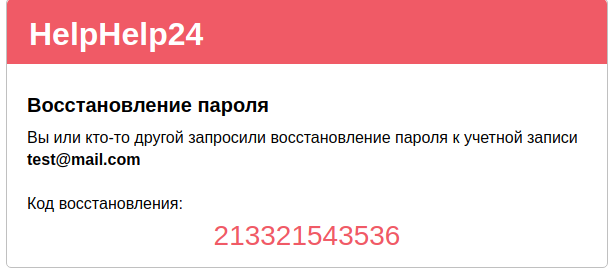 HelpHelp24
Восстановление пароля
Вы или кто-то другой запросили восстановление пароля к учетной записи
test@mail.com
Код восстановления:
213321543536